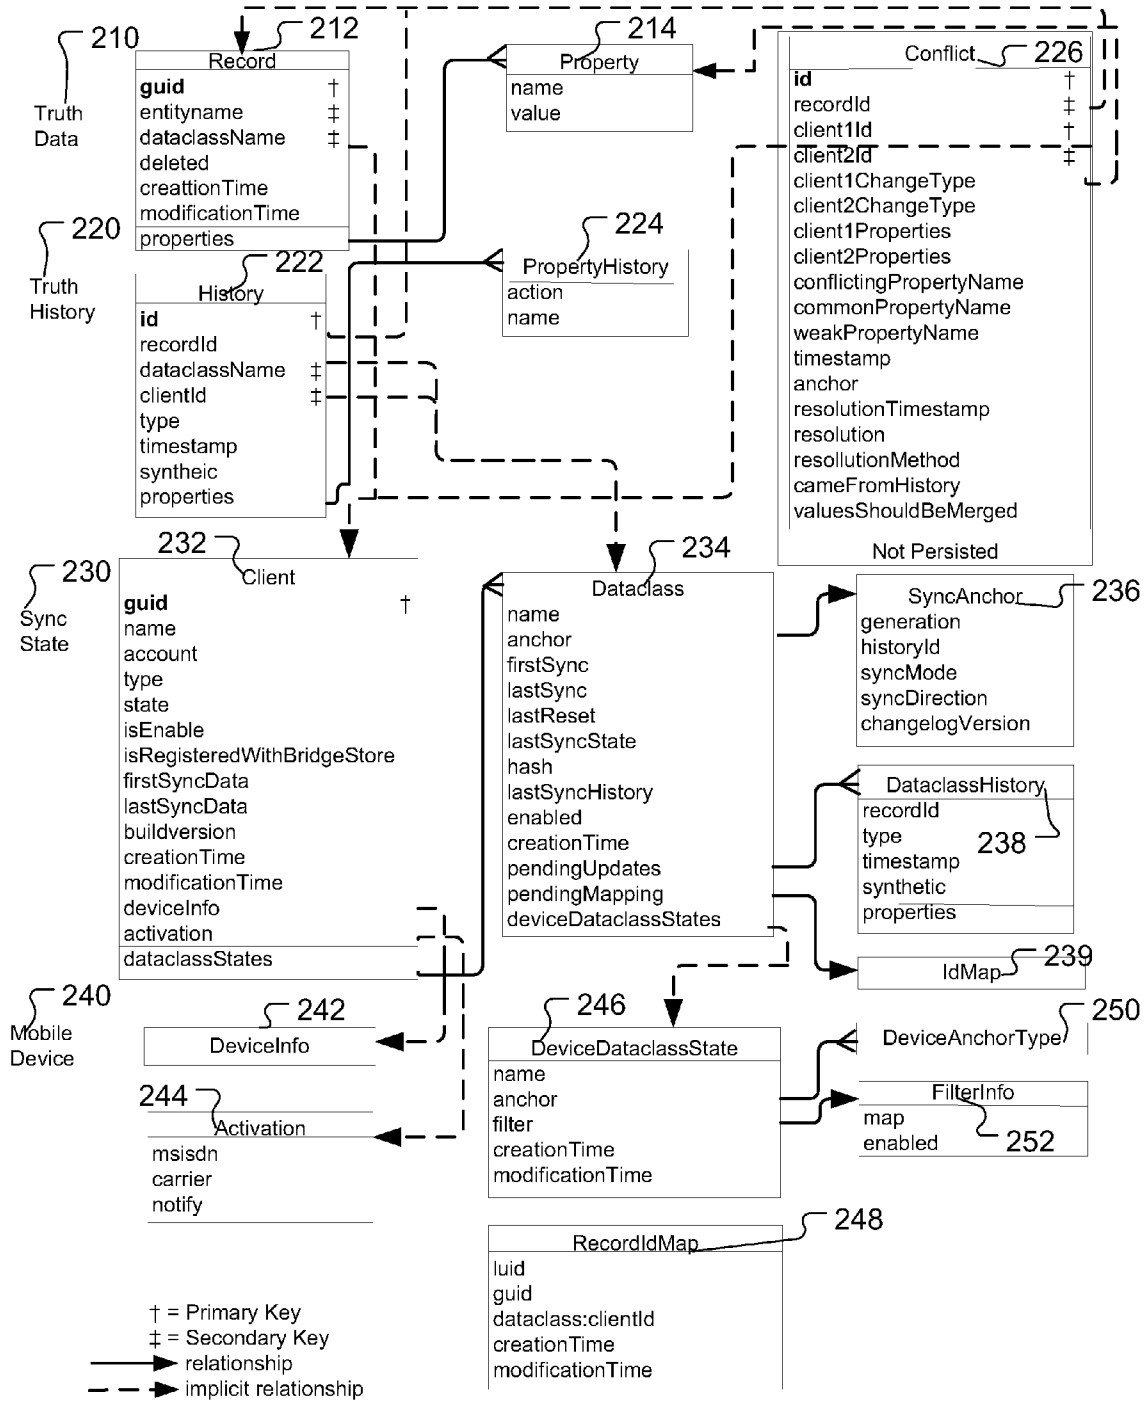 210
Truth
Data
212
Record
guid †
entityname ‡
dataclassName ‡
deleted
creattionTime
modificationTime
properties
214
Property
name
value
226
Conflict
id †
recordId ‡
client1Id †
client2Id ‡
client1ChangeType
client2ChangeType
client1Properties
client2Properties
conflictingPropertyName
commonPropertyName
weakPropertyName
timestamp
anchor
resolutionTimestamp
resolution
resollutionMethod
cameFromHistory
valuesShouldBeMerged
Not Persisted
220
Truth
History
222
History
id †
recordId
dataclassName ‡
clientId ‡
type
timestamp
syntheic
properties
224
PropertyHistory
action
name
230
Sync
State
232
Client
guid †
name
account
type
state
isEnable
isRegisteredWithBridgeStore
firstSyncData
lastSyncData
buildversion
creationTime
modificationTime
deviceInfo
activation
dataclassStates
234
Dataclass
name
anchor
firstSync
lastSync
lastReset
lastSyncState
hash
lastSyncHistory
enabled
creationTime
pendingUpdates
pendingMapping
deviceDataclassStates
236
SyncAnchor
generation
historyId
syncMode
syncDirection
changelogVersion
DataclassHistory
238
recordId
type
timestamp
synthetic
properties
239
IdMap
240
Mobile
Device
242
DeviceInfo
244
Activation
msisdn
carrier
notify
246
DeviceDataclassState
name
anchor
filter
creationTime
modificationTime
250
DeviceAnchorType
FilterInfo
252
map
enabled
248
RecordIdMap
luid
guid
dataclass:clientId
creationTime
modificationTime
† = Primary Key
‡ = Secondary Key
relationship
implicit relationship